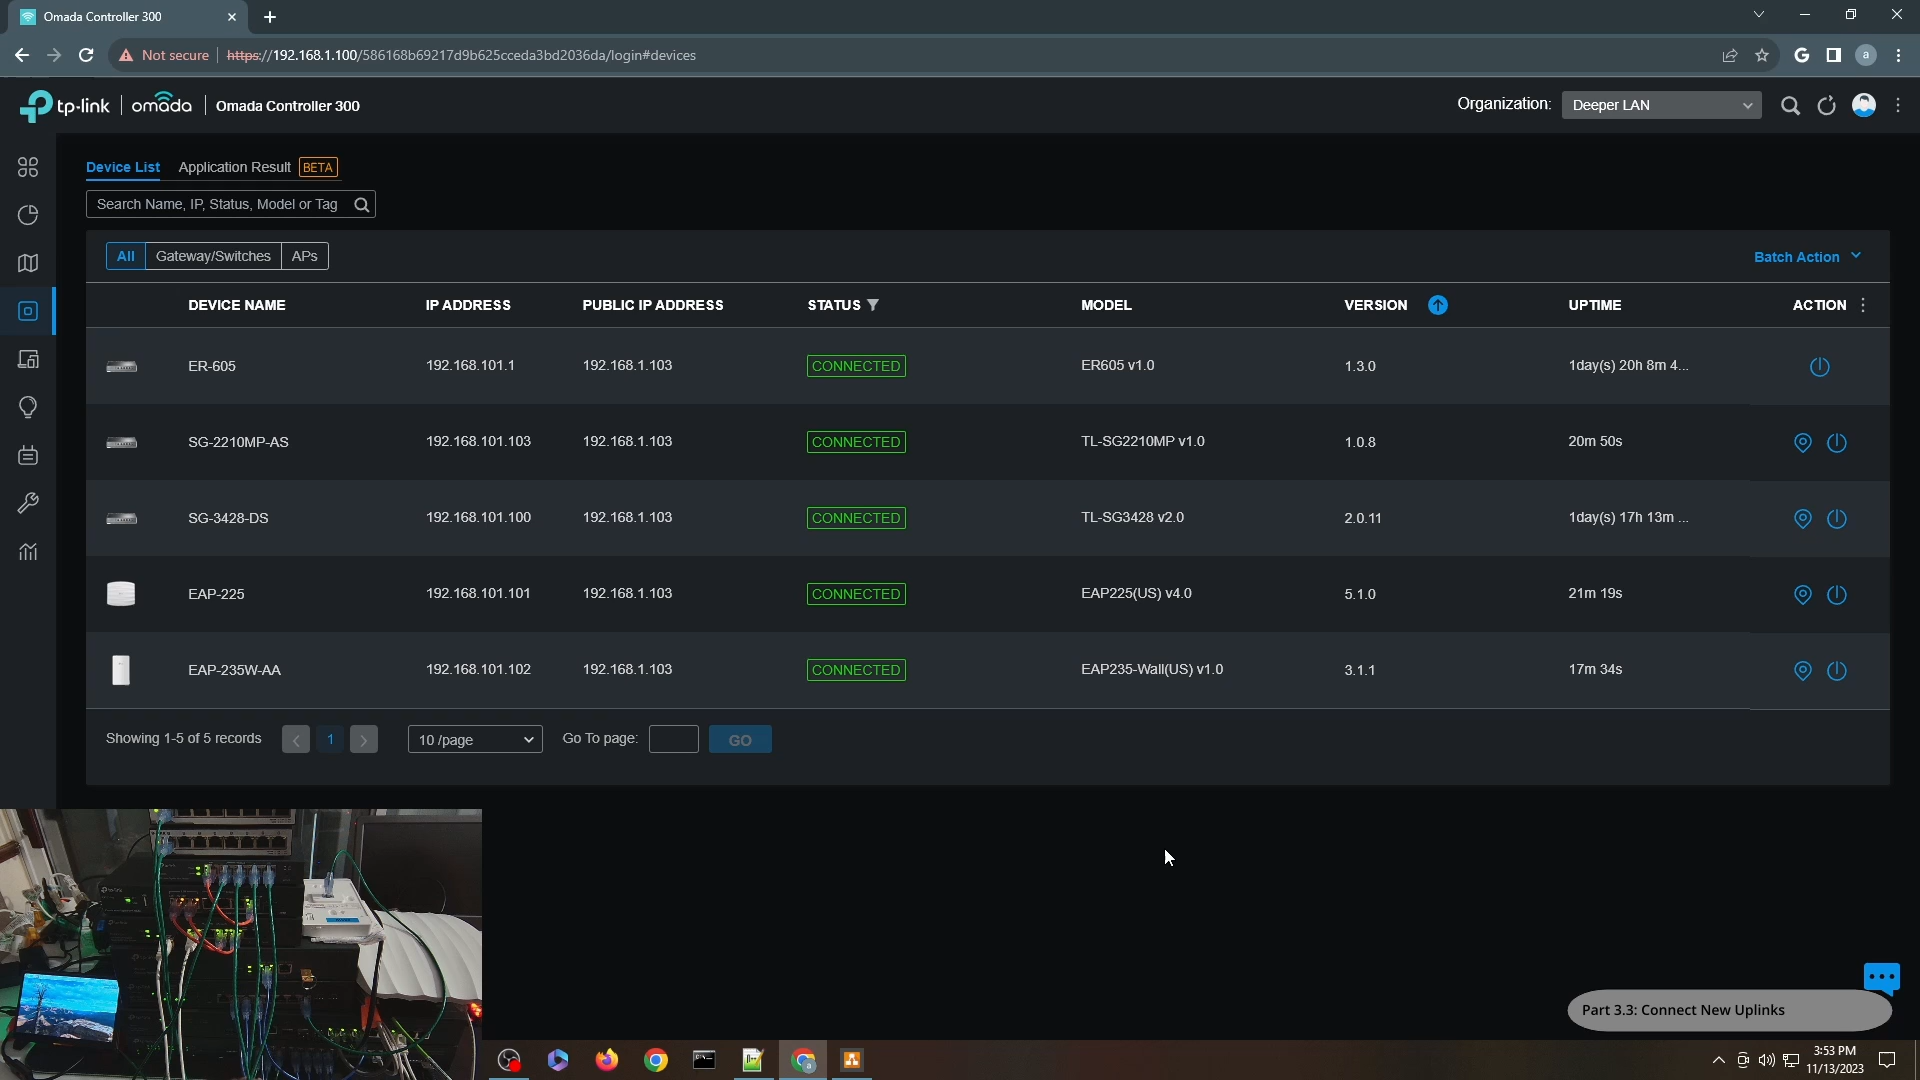 Omada Controller 300
Not secure
https://192.168.1.100/586168b69217d9b625cceda3bd2036da/login#devices
a
tp-link
omada
Omada Controller 300
Organization:
Deeper LAN
Device List
Application Result
BETA
Search Name, IP, Status, Model or Tag
All
Gateway/Switches
APs
Batch Action
DEVICE NAME IP ADDRESS PUBLIC IP ADDRESS STATUS MODEL VERSION UPTIME ACTION
ER-605 192.168.101.1 192.168.1.103 CONNECTED ER605 v1.0 1.3.0 1day(s) 20h 8m 4...
SG-2210MP-AS 192.168.101.103 192.168.1.103 CONNECTED TL-SG2210MP v1.0 1.0.8 20m 50s
SG-3428-DS 192.168.101.100 192.168.1.103 CONNECTED TL-SG3428 v2.0 2.0.11 1day(s) 17h 13m ...
EAP-225 192.168.101.101 192.168.1.103 CONNECTED EAP225(US) v4.0 5.1.0 21m 19s
EAP-235W-AA 192.168.101.102 192.168.1.103 CONNECTED EAP235-Wall(US) v1.0 3.1.1 17m 34s
Showing 1-5 of 5 records
1
10 /page
Go To page:
GO
Part 3.3: Connect New Uplinks
3:53 PM
11/13/2023